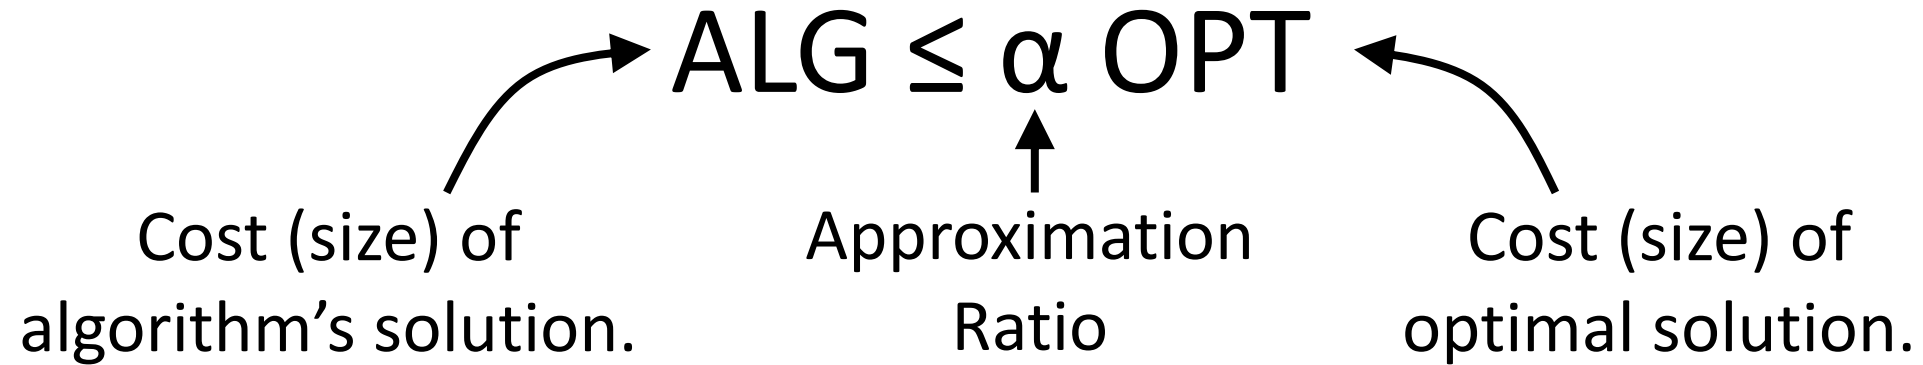 ALG ≤ α OPT
Cost (size) of
algorithm’s solution.
Approximation
Ratio
Cost (size) of
optimal solution.